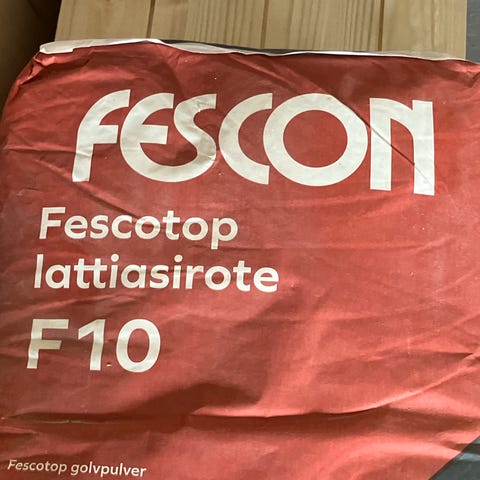 FESCON
Fescotop
lattiasirote
F10
Fescotop golvpulver